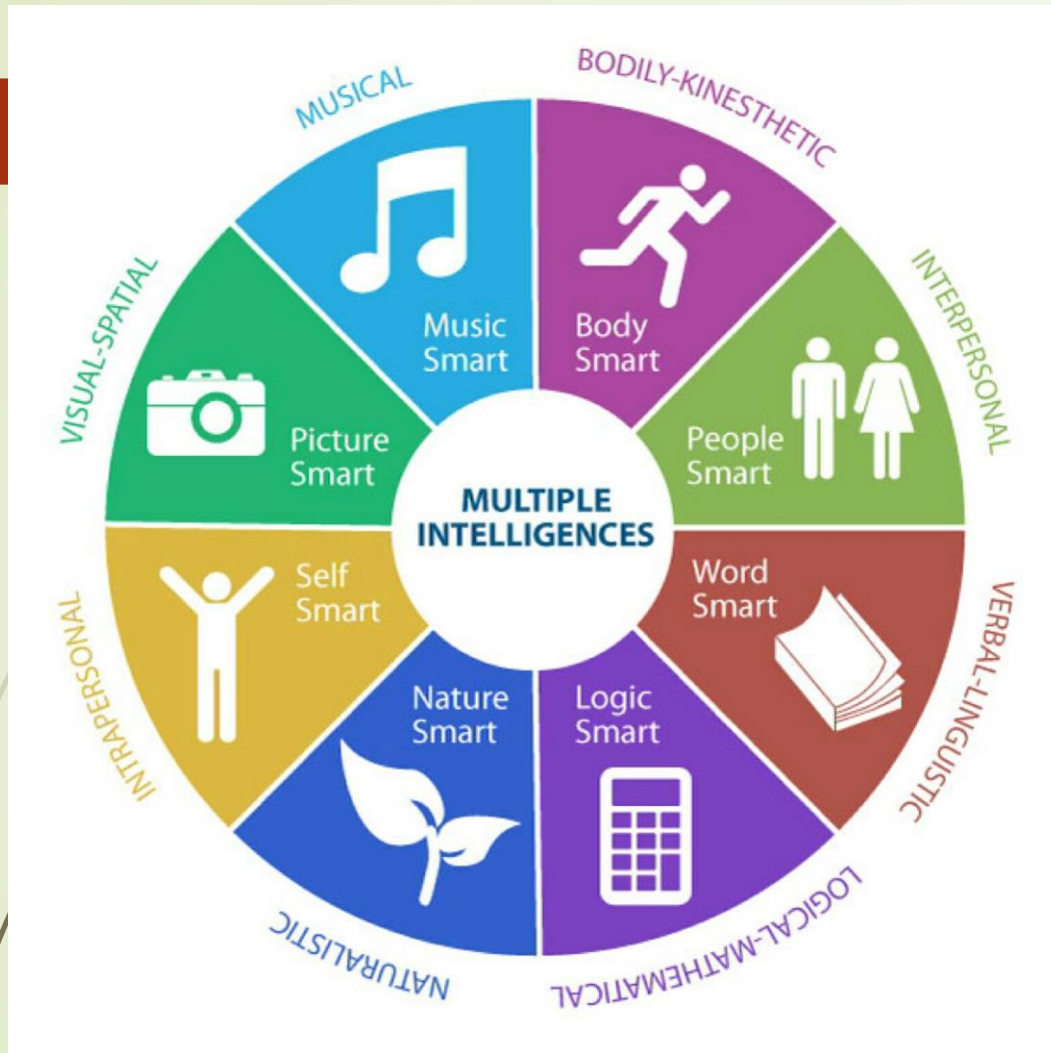 MUSICAL
BODILY-KINESTHETIC
VISUAL-SPATIAL
INTERPERSONAL
Music
Smart
Body
Smart
Picture
Smart
People
Smart
MULTIPLE
INTELLIGENCES
Self
Smart
Word
Smart
INTRAPERSONAL
VERBAL-LINGUISTIC
Nature
Smart
Logic
Smart
NATURALISTIC
LOGICAL-MATHEMATICAL